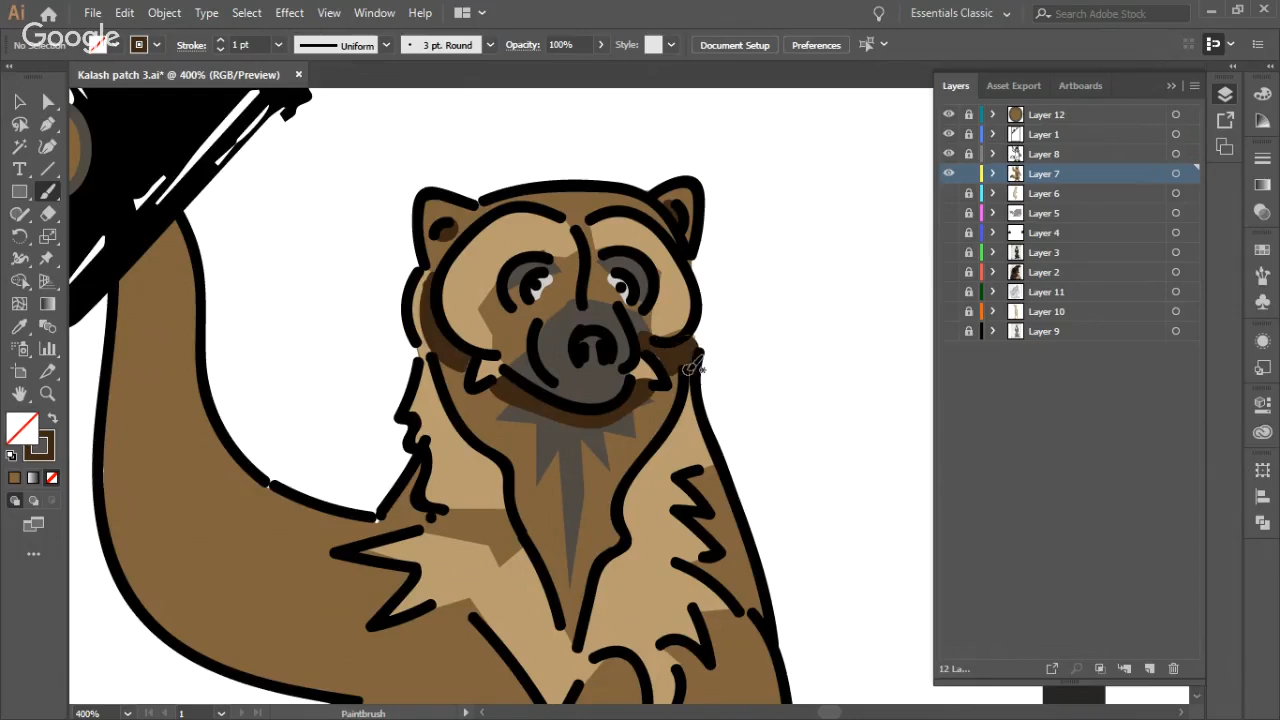 Ai File Edit Object Type Select Effect View Window Help Essentials Classic Search Adobe Stock
Google
No Selection Stroke: 1 pt Uniform 3 pt. Round Opacity: 100% Style: Document Setup Preferences
Kalash patch 3.ai* @ 400% (RGB/Preview) ×
Layers Asset Export Artboards
Layer 12
Layer 1
Layer 8
Layer 7
Layer 6
Layer 5
Layer 4
Layer 3
Layer 2
Layer 11
Layer 10
Layer 9
12 La...
400% 1 Paintbrush